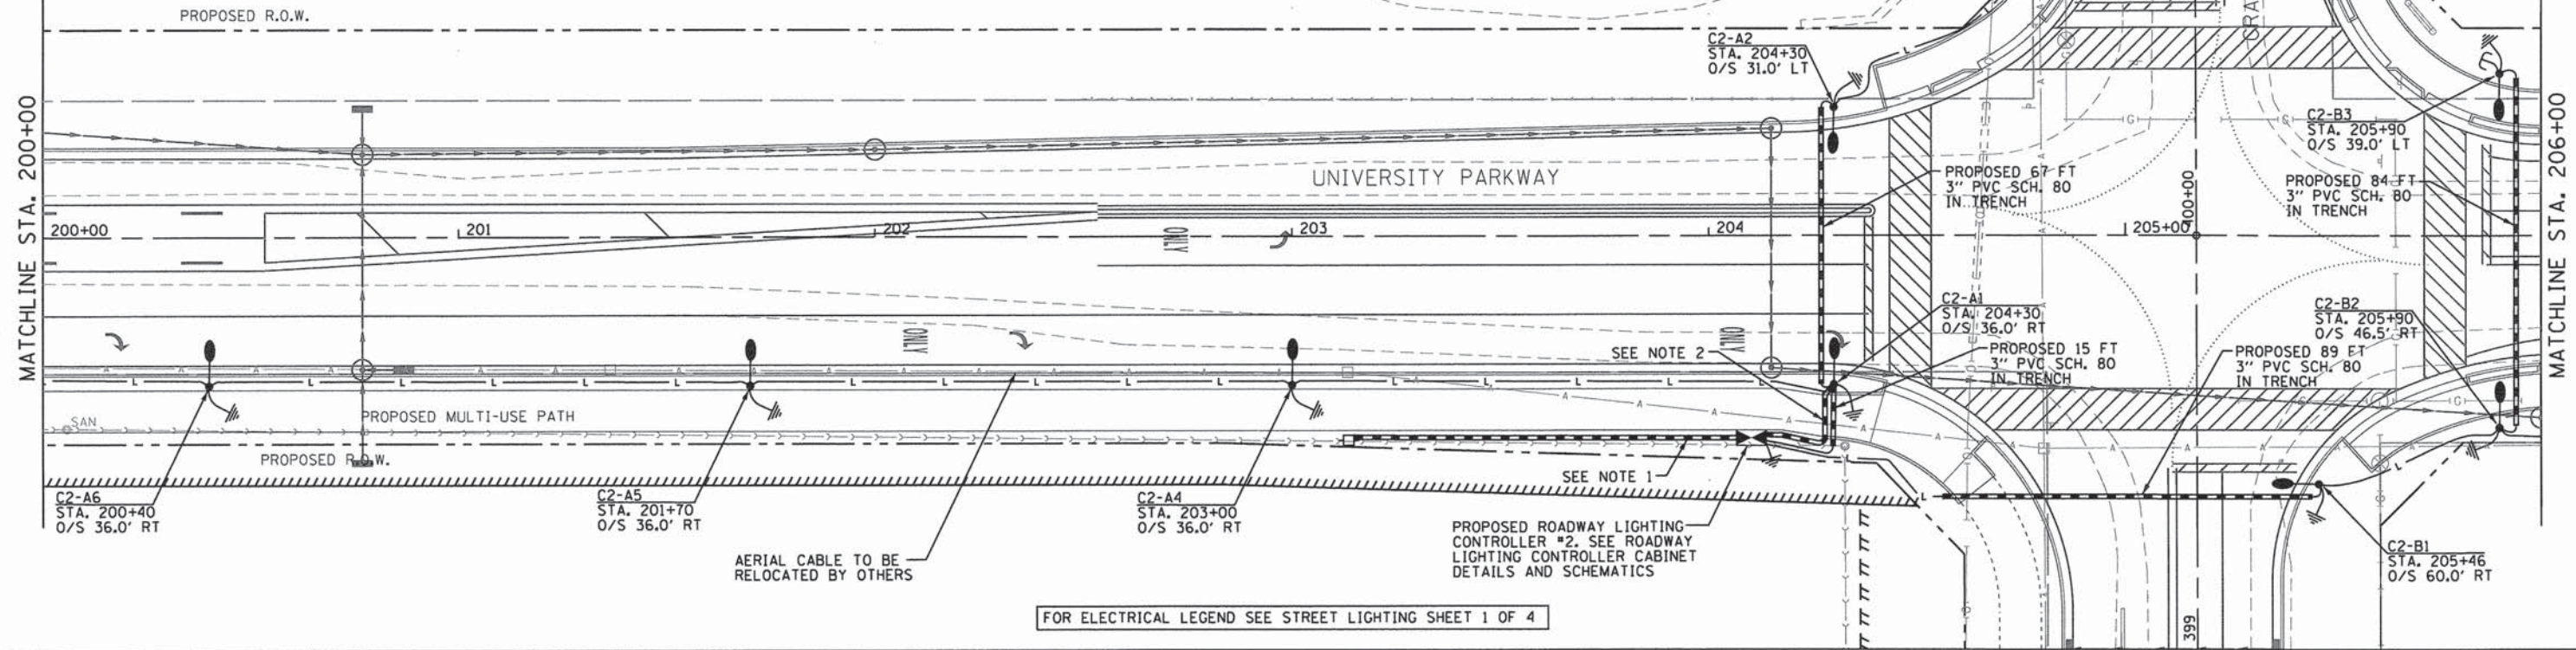 PROPOSED R.O.W.
MATCHLINE STA. 200+00
C2-A2
STA. 204+30
O/S 31.0' LT
C2-B3
STA. 205+90
O/S 39.0' LT
UNIVERSITY PARKWAY
PROPOSED 67 FT
3" PVC SCH. 80
IN TRENCH
PROPOSED 84 FT
3" PVC SCH. 80
IN TRENCH
MATCHLINE STA. 206+00
200+00
201
202
203
204
205+00
400+00
ONLY
ONLY
ONLY
C2-A1
STA. 204+30
O/S 36.0' RT
C2-B2
STA. 205+90
O/S 46.5' RT
SEE NOTE 2
PROPOSED 15 FT
3" PVC SCH. 80
IN TRENCH
PROPOSED 89 FT
3" PVC SCH. 80
IN TRENCH
SAN
PROPOSED MULTI-USE PATH
PROPOSED R.O.W.
SEE NOTE 1
C2-A6
STA. 200+40
O/S 36.0' RT
C2-A5
STA. 201+70
O/S 36.0' RT
C2-A4
STA. 203+00
O/S 36.0' RT
AERIAL CABLE TO BE
RELOCATED BY OTHERS
PROPOSED ROADWAY LIGHTING
CONTROLLER #2. SEE ROADWAY
LIGHTING CONTROLLER CABINET
DETAILS AND SCHEMATICS
C2-B1
STA. 205+46
O/S 60.0' RT
399
FOR ELECTRICAL LEGEND SEE STREET LIGHTING SHEET 1 OF 4